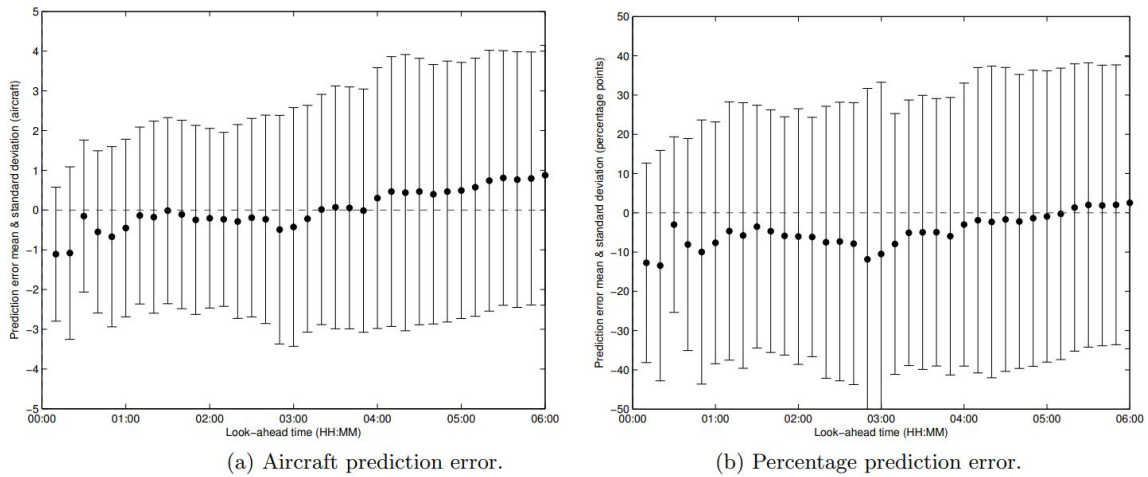 Prediction error mean & standard deviation (aircraft)
5
4
3
2
1
0
−1
−2
−3
−4
−5
00:00 01:00 02:00 03:00 04:00 05:00 06:00
Look−ahead time (HH:MM)
(a) Aircraft prediction error.
Prediction error mean & standard deviation (percentage points)
50
40
30
20
10
0
−10
−20
−30
−40
−50
00:00 01:00 02:00 03:00 04:00 05:00 06:00
Look−ahead time (HH:MM)
(b) Percentage prediction error.